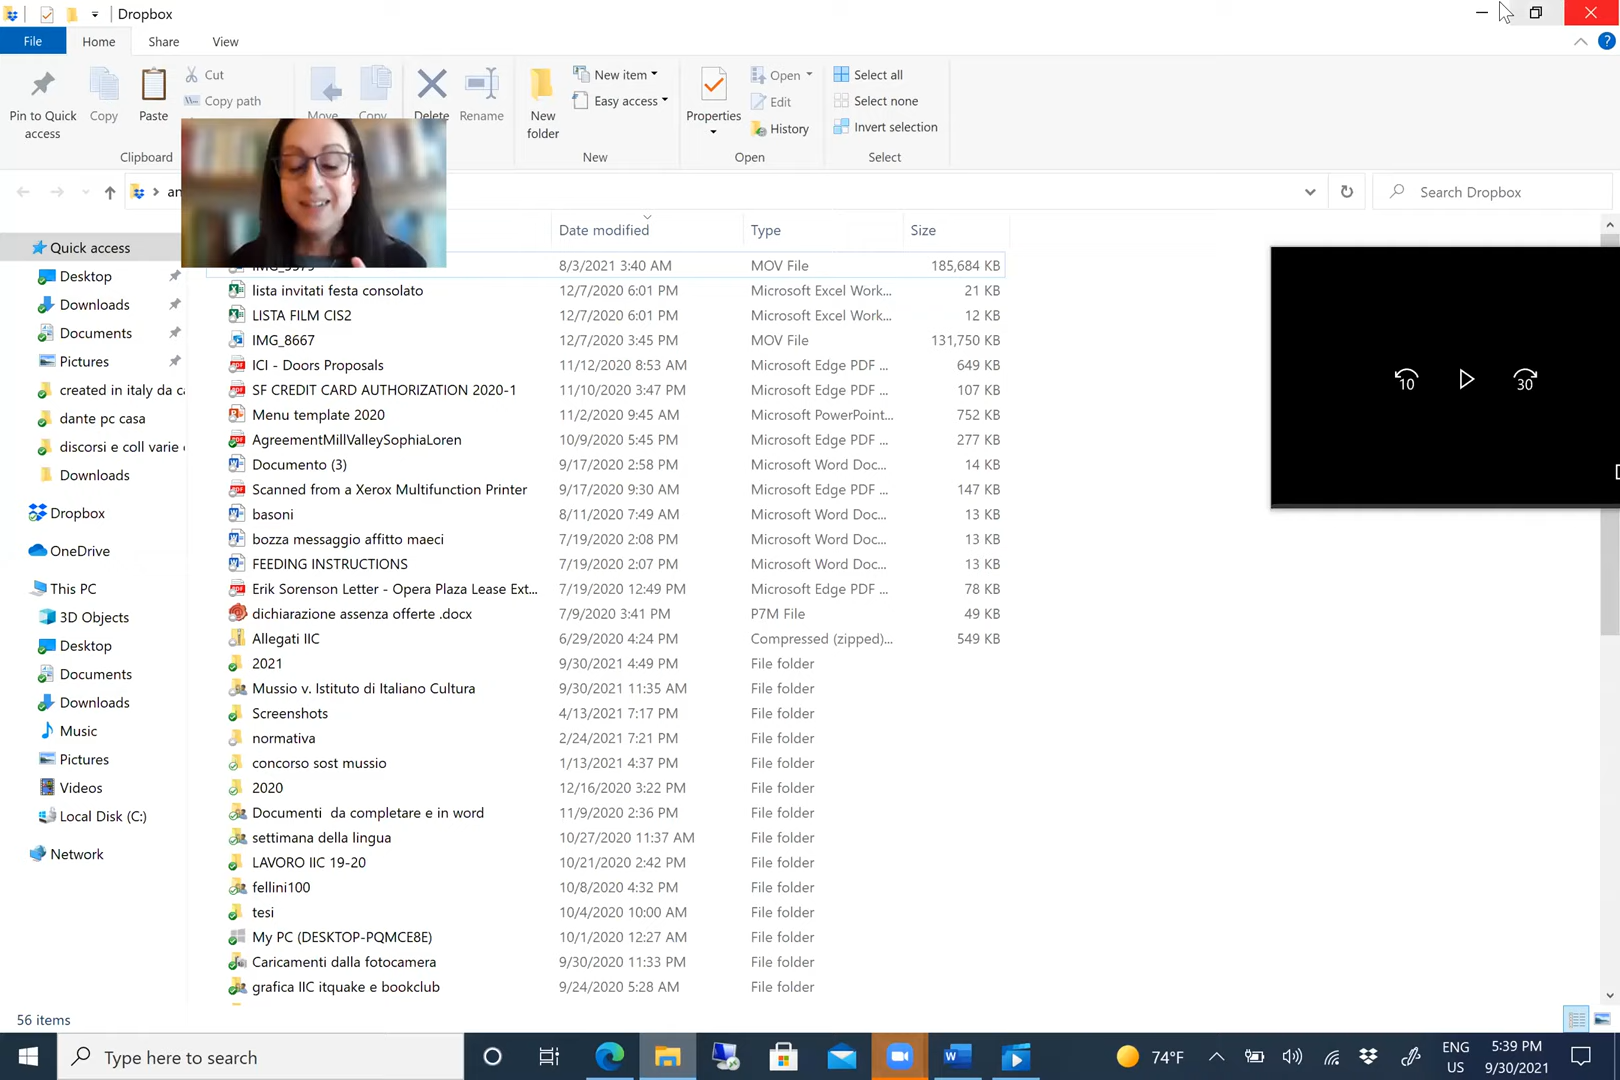 Dropbox
File Home Share View
Pin to Quick access
Copy
Paste
Cut
Copy path
Move
Copy
Delete
Rename
New folder
New item
Easy access
Properties
Open
Edit
History
Select all
Select none
Invert selection
Clipboard New Open Select
an
Search Dropbox
Date modified Type Size
Quick access
Desktop
Downloads
Documents
Pictures
created in italy da ca
dante pc casa
discorsi e coll varie c
Downloads
Dropbox
OneDrive
This PC
3D Objects
Desktop
Documents
Downloads
Music
Pictures
Videos
Local Disk (C:)
Network
8/3/2021 3:40 AM MOV File 185,684 KB
lista invitati festa consolato 12/7/2020 6:01 PM Microsoft Excel Work... 21 KB
LISTA FILM CIS2 12/7/2020 6:01 PM Microsoft Excel Work... 12 KB
IMG_8667 12/7/2020 3:45 PM MOV File 131,750 KB
ICI - Doors Proposals 11/12/2020 8:53 AM Microsoft Edge PDF ... 649 KB
SF CREDIT CARD AUTHORIZATION 2020-1 11/10/2020 3:47 PM Microsoft Edge PDF ... 107 KB
Menu template 2020 11/2/2020 9:45 AM Microsoft PowerPoint... 752 KB
AgreementMillValleySophiaLoren 10/9/2020 5:45 PM Microsoft Edge PDF ... 277 KB
Documento (3) 9/17/2020 2:58 PM Microsoft Word Doc... 14 KB
Scanned from a Xerox Multifunction Printer 9/17/2020 9:30 AM Microsoft Edge PDF ... 147 KB
basoni 8/11/2020 7:49 AM Microsoft Word Doc... 13 KB
bozza messaggio affitto maeci 7/19/2020 2:08 PM Microsoft Word Doc... 13 KB
FEEDING INSTRUCTIONS 7/19/2020 2:07 PM Microsoft Word Doc... 13 KB
Erik Sorenson Letter - Opera Plaza Lease Ext... 7/19/2020 12:49 PM Microsoft Edge PDF ... 78 KB
dichiarazione assenza offerte .docx 7/9/2020 3:41 PM P7M File 49 KB
Allegati IIC 6/29/2020 4:24 PM Compressed (zipped)... 549 KB
2021 9/30/2021 4:49 PM File folder
Mussio v. Istituto di Italiano Cultura 9/30/2021 11:35 AM File folder
Screenshots 4/13/2021 7:17 PM File folder
normativa 2/24/2021 7:21 PM File folder
concorso sost mussio 1/13/2021 4:37 PM File folder
2020 12/16/2020 3:22 PM File folder
Documenti da completare e in word 11/9/2020 2:36 PM File folder
settimana della lingua 10/27/2020 11:37 AM File folder
LAVORO IIC 19-20 10/21/2020 2:42 PM File folder
fellini100 10/8/2020 4:32 PM File folder
tesi 10/4/2020 10:00 AM File folder
My PC (DESKTOP-PQMCE8E) 10/1/2020 12:27 AM File folder
Caricamenti dalla fotocamera 9/30/2020 11:33 PM File folder
grafica IIC itquake e bookclub 9/24/2020 5:28 AM File folder
10 30
56 items
Type here to search
74°F
ENG
US
5:39 PM
9/30/2021